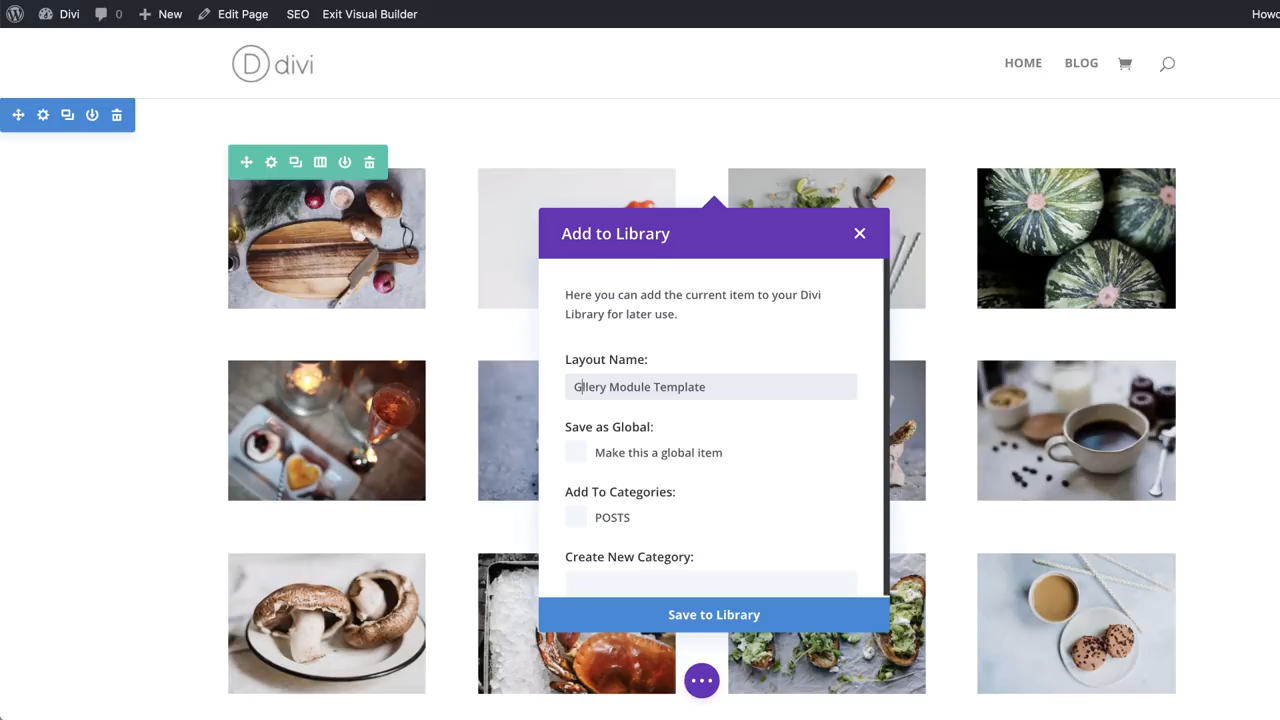 Divi
0
New
Edit Page
SEO
Exit Visual Builder
Howd
D divi
HOME
BLOG
Add to Library
Here you can add the current item to your Divi
Library for later use.
Layout Name:
Gllery Module Template
Save as Global:
Make this a global item
Add To Categories:
POSTS
Create New Category:
Save to Library